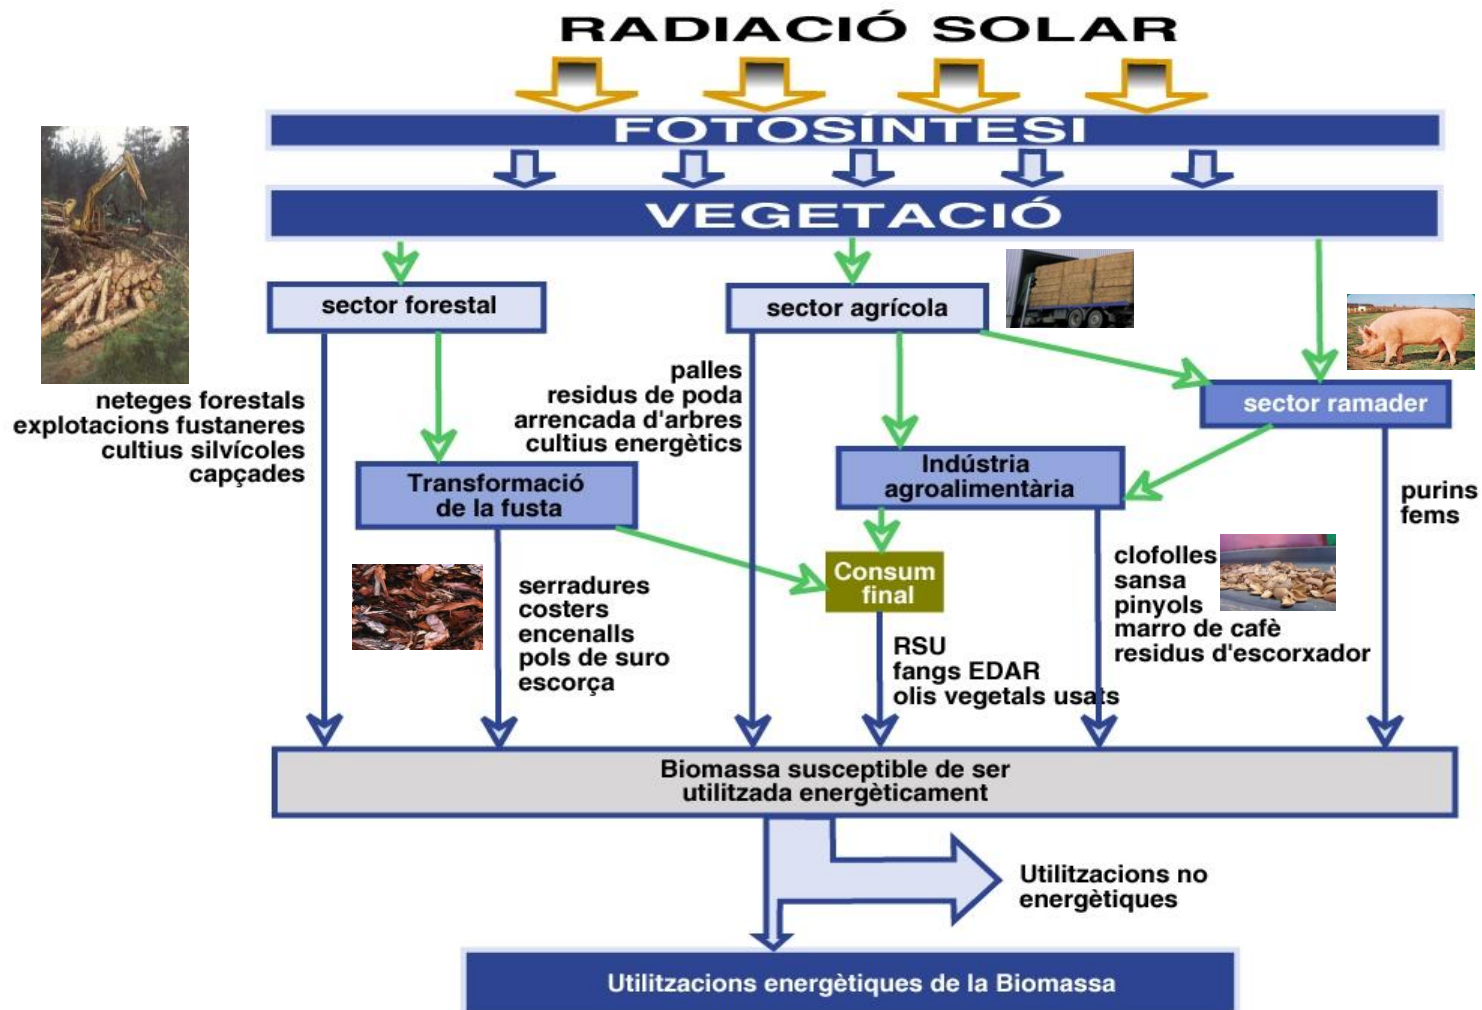 RADIACIÓ SOLAR
FOTOSÍNTESI
VEGETACIÓ
sector forestal
sector agrícola
sector ramader
neteges forestals
explotacions fustaneres
cultius silvícoles
capçades
palles
residus de poda
arrencada d'arbres
cultius energètics
Transformació
de la fusta
Indústria
agroalimentària
purins
fems
serradures
costers
encenalls
pols de suro
escorça
Consum
final
RSU
fangs EDAR
olis vegetals usats
clofolles
sansa
pinyols
marro de cafè
residus d'escorxador
Biomassa susceptible de ser
utilitzada energèticament
Utilitzacions no
energètiques
Utilitzacions energètiques de la Biomassa